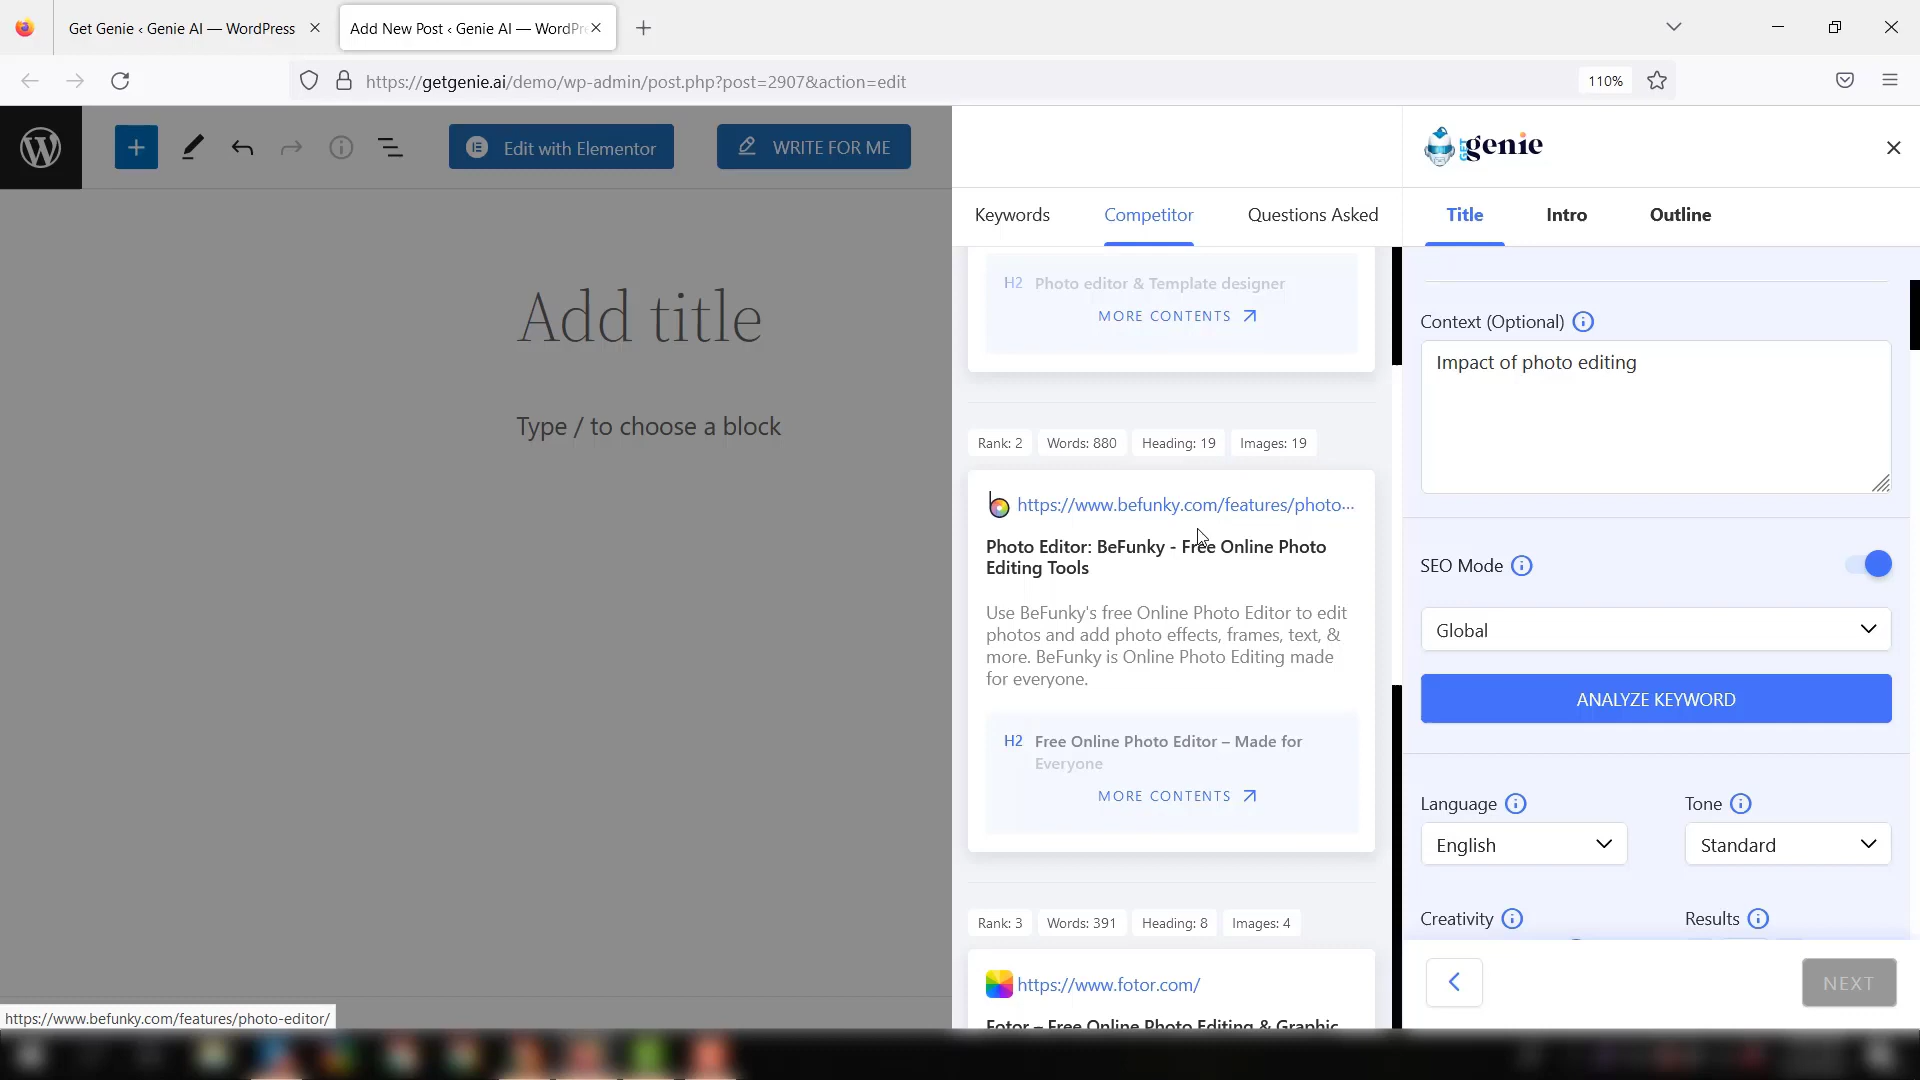 Get Genie ‹ Genie AI — WordPress
Add New Post ‹ Genie AI — WordPr
https://getgenie.ai/demo/wp-admin/post.php?post=2907&action=edit
110%
Edit with Elementor
WRITE FOR ME
GET genie
Keywords
Competitor
Questions Asked
Title
Intro
Outline
Add title
Type / to choose a block
H2 Photo editor & Template designer
MORE CONTENTS
Rank: 2 Words: 880 Heading: 19 Images: 19
https://www.befunky.com/features/photo...
Photo Editor: BeFunky - Free Online Photo
Editing Tools
Use BeFunky's free Online Photo Editor to edit
photos and add photo effects, frames, text, &
more. BeFunky is Online Photo Editing made
for everyone.
H2 Free Online Photo Editor – Made for
Everyone
MORE CONTENTS
Rank: 3 Words: 391 Heading: 8 Images: 4
https://www.fotor.com/
Fotor – Free Online Photo Editing & Graphic
Context (Optional)
Impact of photo editing
SEO Mode
Global
ANALYZE KEYWORD
Language
Tone
English
Standard
Creativity
Results
NEXT
https://www.befunky.com/features/photo-editor/